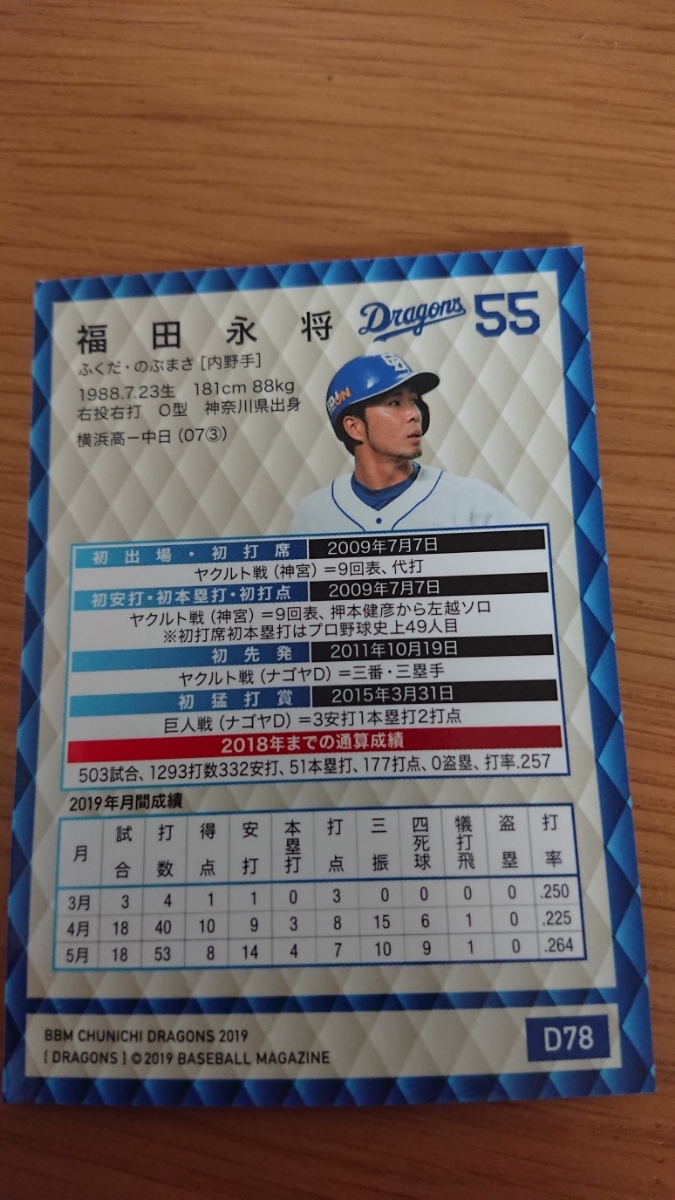 福田永将 Dragons 55
ふくだ・のぶまさ [内野手]
1988.7.23生 181cm 88kg
右投右打 O型 神奈川県出身
横浜高ー中日 (07③)
初出場・初打席 2009年7月7日
ヤクルト戦 (神宮) =9回表、代打
初安打・初本塁打・初打点 2009年7月7日
ヤクルト戦 (神宮) =9回表、押本健彦から左越ソロ
※初打席初本塁打はプロ野球史上49人目
初先発 2011年10月19日
ヤクルト戦 (ナゴヤD) =三番・三塁手
初猛打賞 2015年3月31日
巨人戦 (ナゴヤD) =3安打1本塁打2打点
2018年までの通算成績
503試合、1293打数332安打、51本塁打、177打点、0盗塁、打率.257
2019年月間成績
月 試合 打数 得点 安打 本塁打 打点 三振 四死球 犠打飛 盗塁 打率
3月 3 4 1 1 0 3 0 0 0 0 .250
4月 18 40 10 9 3 8 15 6 1 0 .225
5月 18 53 8 14 4 7 10 9 1 0 .264
BBM CHUNICHI DRAGONS 2019
[ DRAGONS ] ©2019 BASEBALL MAGAZINE
D78